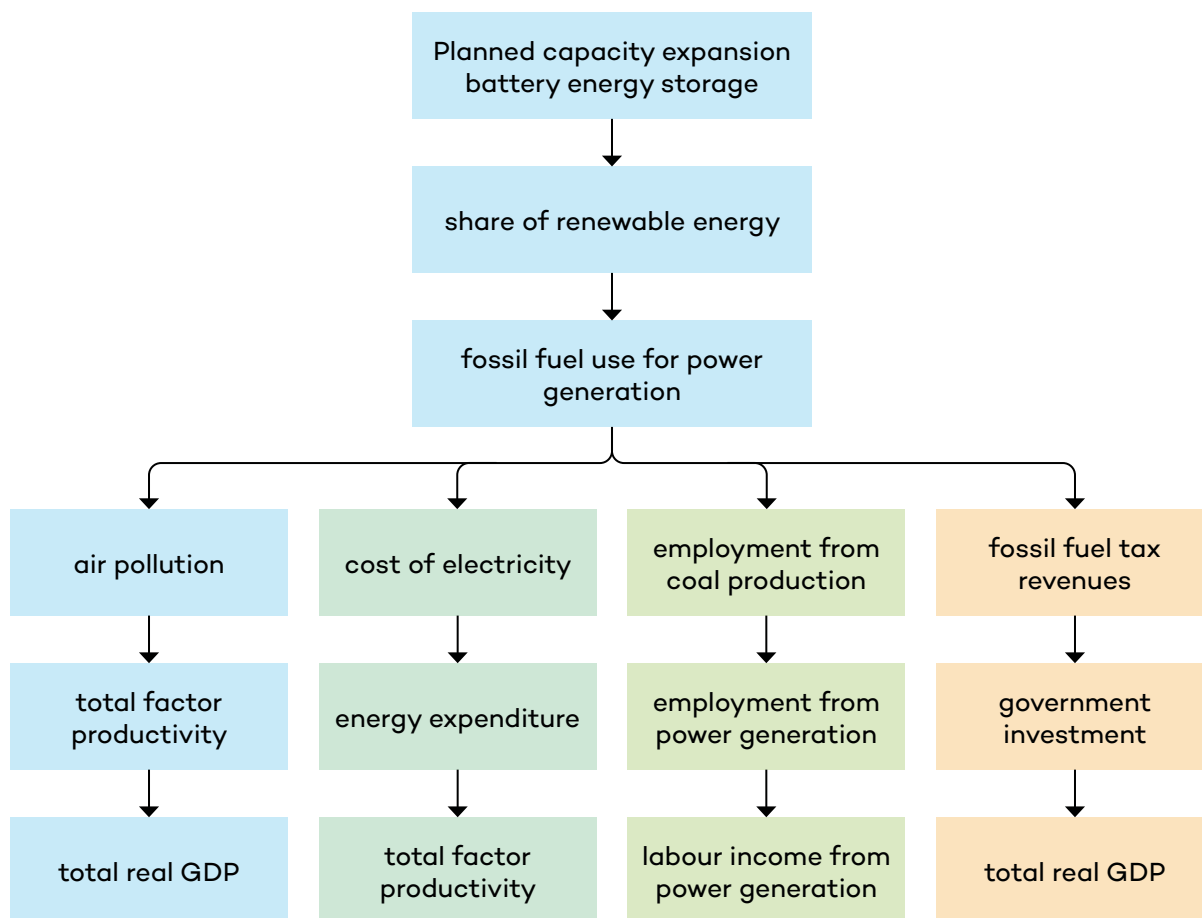 Planned capacity expansion
battery energy storage
share of renewable energy
fossil fuel use for power
generation
air pollution
cost of electricity
employment from
coal production
fossil fuel tax
revenues
total factor
productivity
energy expenditure
employment from
power generation
government
investment
total real GDP
total factor
productivity
labour income from
power generation
total real GDP